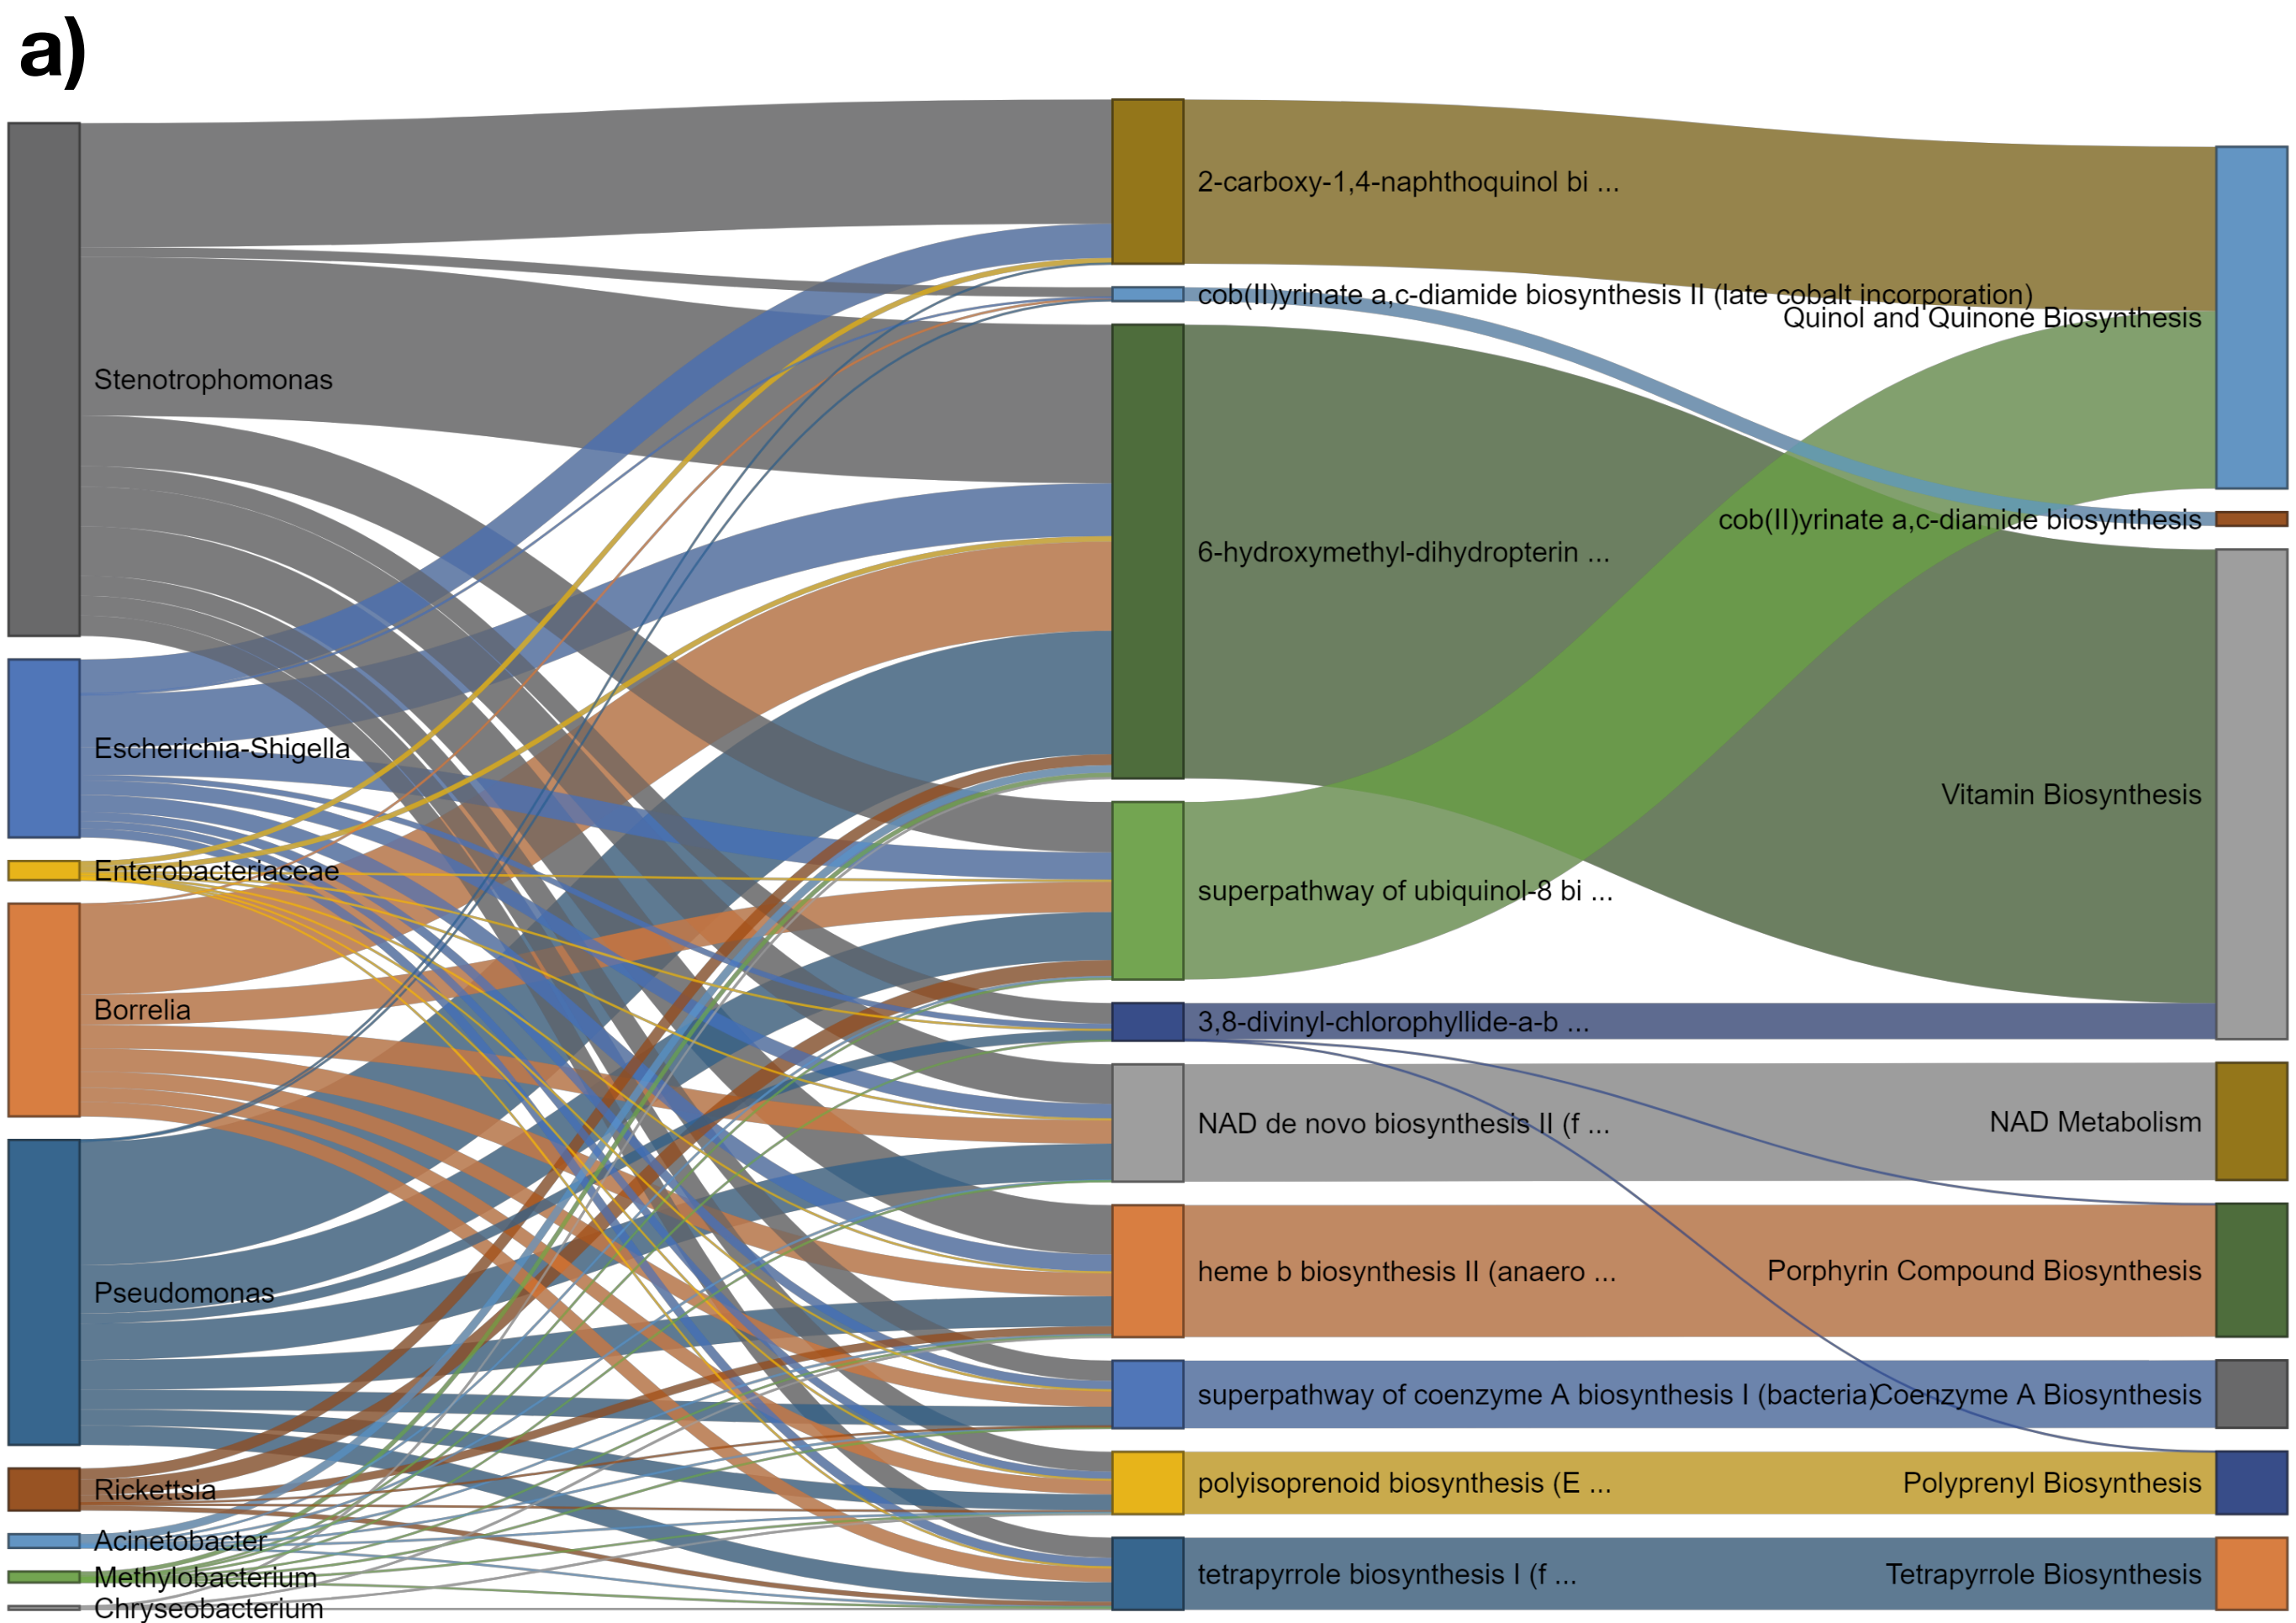 a)
Stenotrophomonas
Escherichia-Shigella
Enterobacteriaceae
Borrelia
Pseudomonas
Rickettsia
Acinetobacter
Methylobacterium
Chryseobacterium
2-carboxy-1,4-naphthoquinol bi ...
cob(II)yrinate a,c-diamide biosynthesis II (late cobalt incorporation)
6-hydroxymethyl-dihydropterin ...
superpathway of ubiquinol-8 bi ...
3,8-divinyl-chlorophyllide-a-b ...
NAD de novo biosynthesis II (f ...
heme b biosynthesis II (anaero ...
superpathway of coenzyme A biosynthesis I (bacteria)
polyisoprenoid biosynthesis (E ...
tetrapyrrole biosynthesis I (f ...
Quinol and Quinone Biosynthesis
cob(II)yrinate a,c-diamide biosynthesis
Vitamin Biosynthesis
NAD Metabolism
Porphyrin Compound Biosynthesis
Coenzyme A Biosynthesis
Polyprenyl Biosynthesis
Tetrapyrrole Biosynthesis